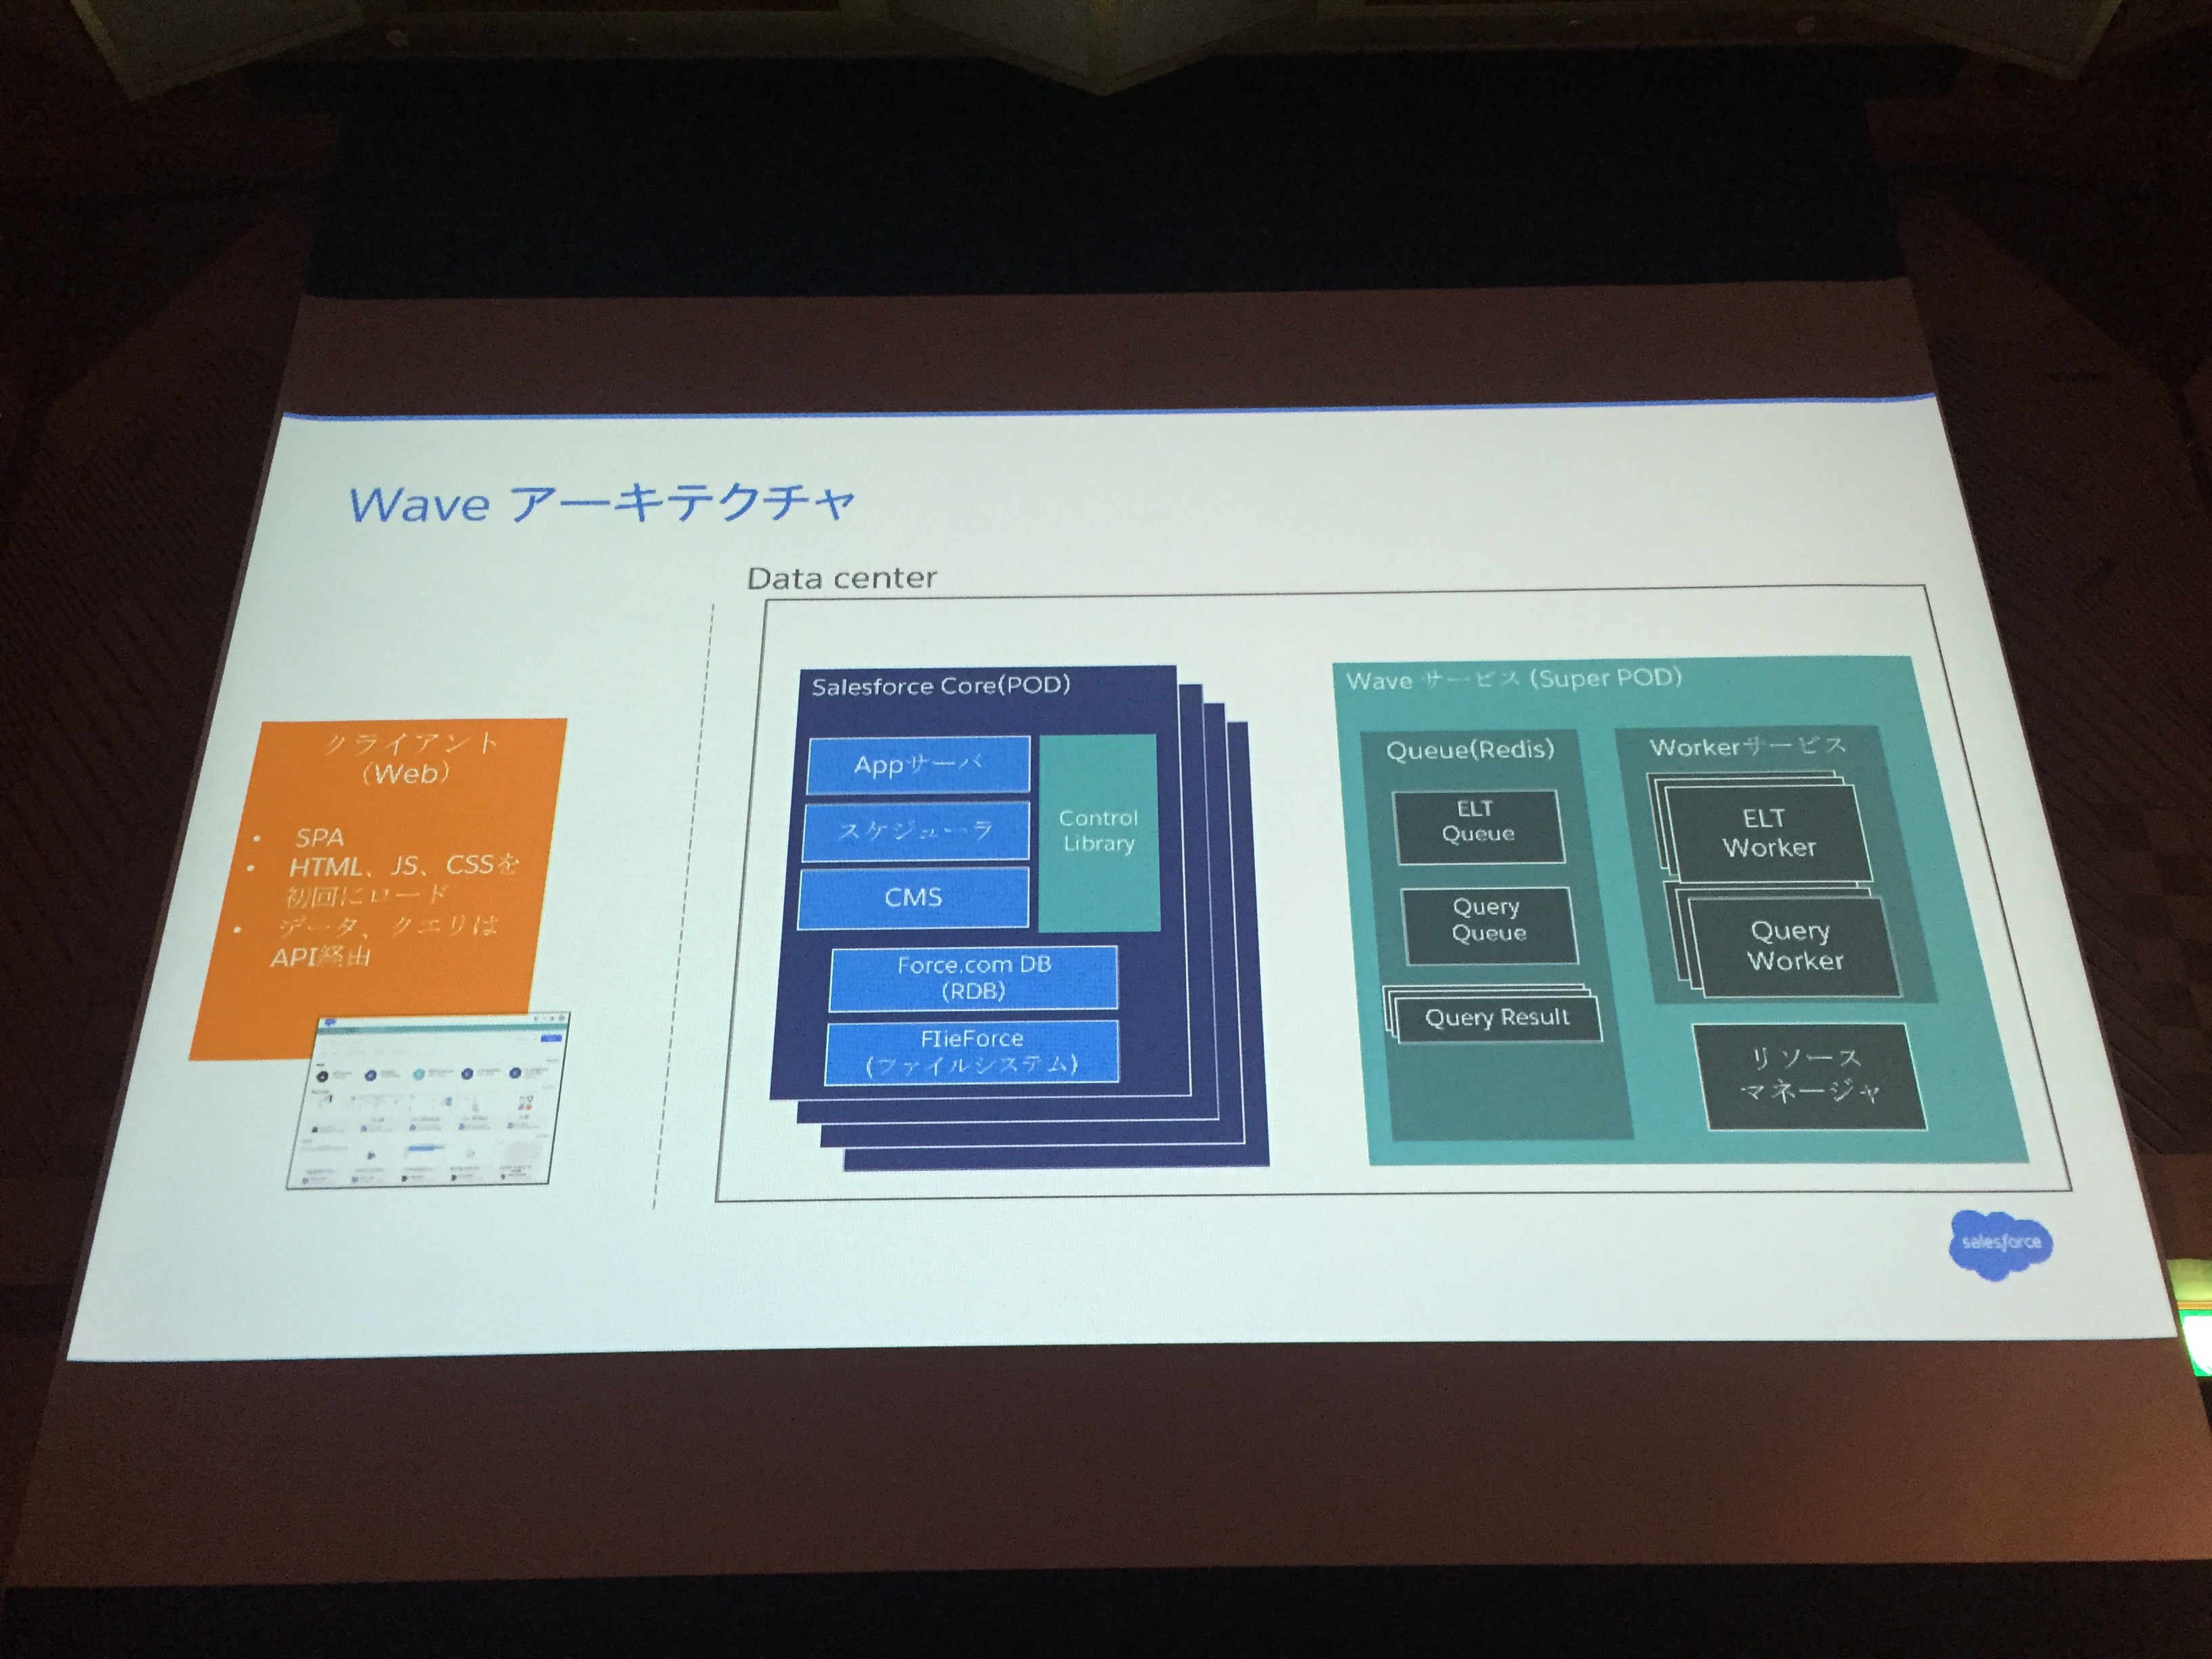 Wave アーキテクチャ
Data center
クライアント
(Web)
• SPA
• HTML、JS、CSSを
初回にロード
• データ、クエリは
API経由
Salesforce Core(POD)
Appサーバ
スケジューラ
CMS
Control
Library
Force.com DB
(RDB)
FIieForce
(ファイルシステム)
Wave サービス (Super POD)
Queue(Redis)
ELT
Queue
Query
Queue
Query Result
Workerサービス
ELT
Worker
Query
Worker
リソース
マネージャ
salesforce